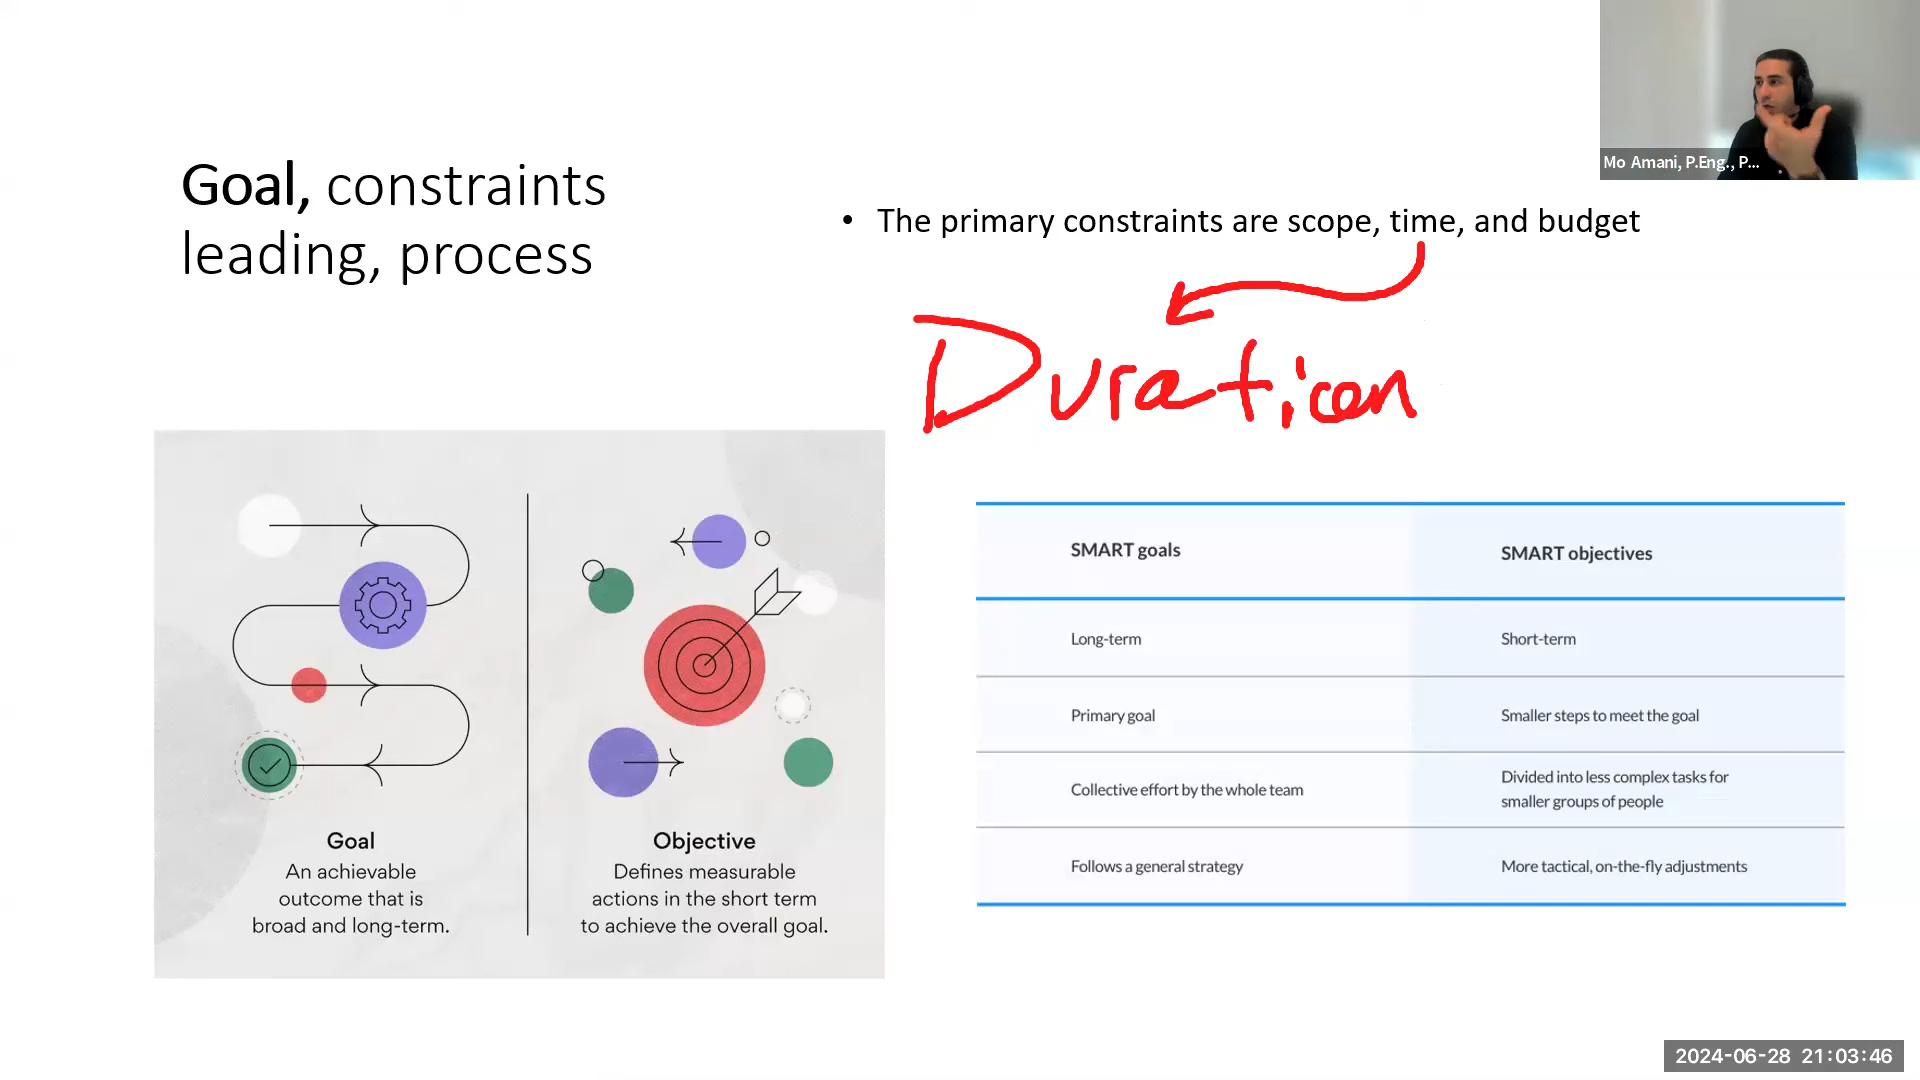 Mo Amani, P.Eng., P...
Goal, constraints
leading, process
• The primary constraints are scope, time, and budget
Duration
Goal
An achievable
outcome that is
broad and long-term.
Objective
Defines measurable
actions in the short term
to achieve the overall goal.
SMART goals SMART objectives
Long-term Short-term
Primary goal Smaller steps to meet the goal
Collective effort by the whole team Divided into less complex tasks for
smaller groups of people
Follows a general strategy More tactical, on-the-fly adjustments
2024-06-28 21:03:46